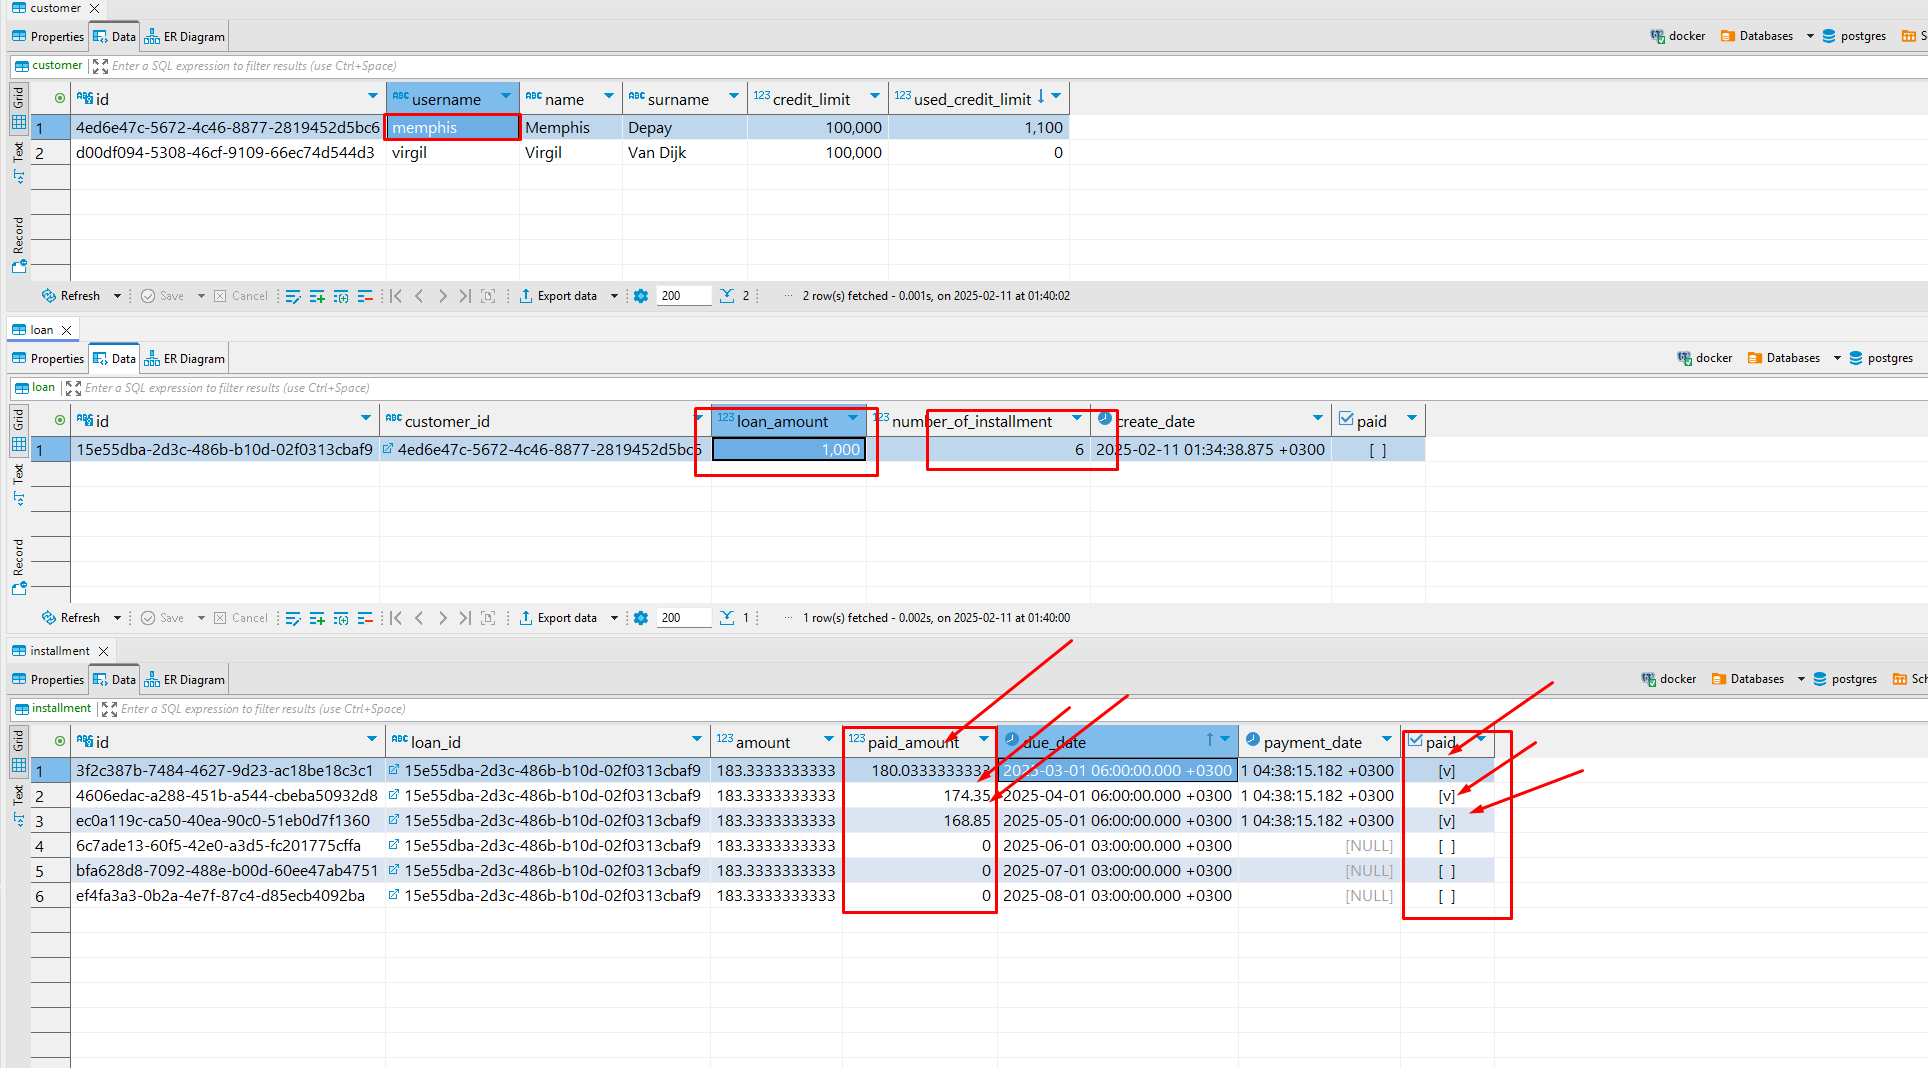 customer
Properties Data ER Diagram docker Databases postgres S
customer Enter a SQL expression to filter results (use Ctrl+Space)
Grid ABC id ABC username ABC name ABC surname 123 credit_limit 123 used_credit_limit
1 4ed6e47c-5672-4c46-8877-2819452d5bc6 memphis Memphis Depay 100,000 1,100
Text 2 d00df094-5308-46cf-9109-66ec74d544d3 virgil Virgil Van Dijk 100,000 0
Record
Refresh Save Cancel Export data 200 2 ... 2 row(s) fetched - 0.001s, on 2025-02-11 at 01:40:02
loan
Properties Data ER Diagram docker Databases postgres
loan Enter a SQL expression to filter results (use Ctrl+Space)
Grid ABC id ABC customer_id 123 loan_amount 123 number_of_installment create_date paid
1 15e55dba-2d3c-486b-b10d-02f0313cbaf9 4ed6e47c-5672-4c46-8877-2819452d5bc6 1,000 6 2025-02-11 01:34:38.875 +0300 [ ]
Text
Record
Refresh Save Cancel Export data 200 1 ... 1 row(s) fetched - 0.002s, on 2025-02-11 at 01:40:00
installment
Properties Data ER Diagram docker Databases postgres Sch
installment Enter a SQL expression to filter results (use Ctrl+Space)
Grid ABC id ABC loan_id 123 amount 123 paid_amount due_date payment_date paid
1 3f2c387b-7484-4627-9d23-ac18be18c3c1 15e55dba-2d3c-486b-b10d-02f0313cbaf9 183.3333333333 180.0333333333 2025-03-01 06:00:00.000 +0300 1 04:38:15.182 +0300 [v]
Text 2 4606edac-a288-451b-a544-cbeba50932d8 15e55dba-2d3c-486b-b10d-02f0313cbaf9 183.3333333333 174.35 2025-04-01 06:00:00.000 +0300 1 04:38:15.182 +0300 [v]
3 ec0a119c-ca50-40ea-90c0-51eb0d7f1360 15e55dba-2d3c-486b-b10d-02f0313cbaf9 183.3333333333 168.85 2025-05-01 06:00:00.000 +0300 1 04:38:15.182 +0300 [v]
4 6c7ade13-60f5-42e0-a3d5-fc201775cffa 15e55dba-2d3c-486b-b10d-02f0313cbaf9 183.3333333333 0 2025-06-01 03:00:00.000 +0300 [NULL] [ ]
5 bfa628d8-7092-488e-b00d-60ee47ab4751 15e55dba-2d3c-486b-b10d-02f0313cbaf9 183.3333333333 0 2025-07-01 03:00:00.000 +0300 [NULL] [ ]
6 ef4fa3a3-0b2a-4e7f-87c4-d85ecb4092ba 15e55dba-2d3c-486b-b10d-02f0313cbaf9 183.3333333333 0 2025-08-01 03:00:00.000 +0300 [NULL] [ ]